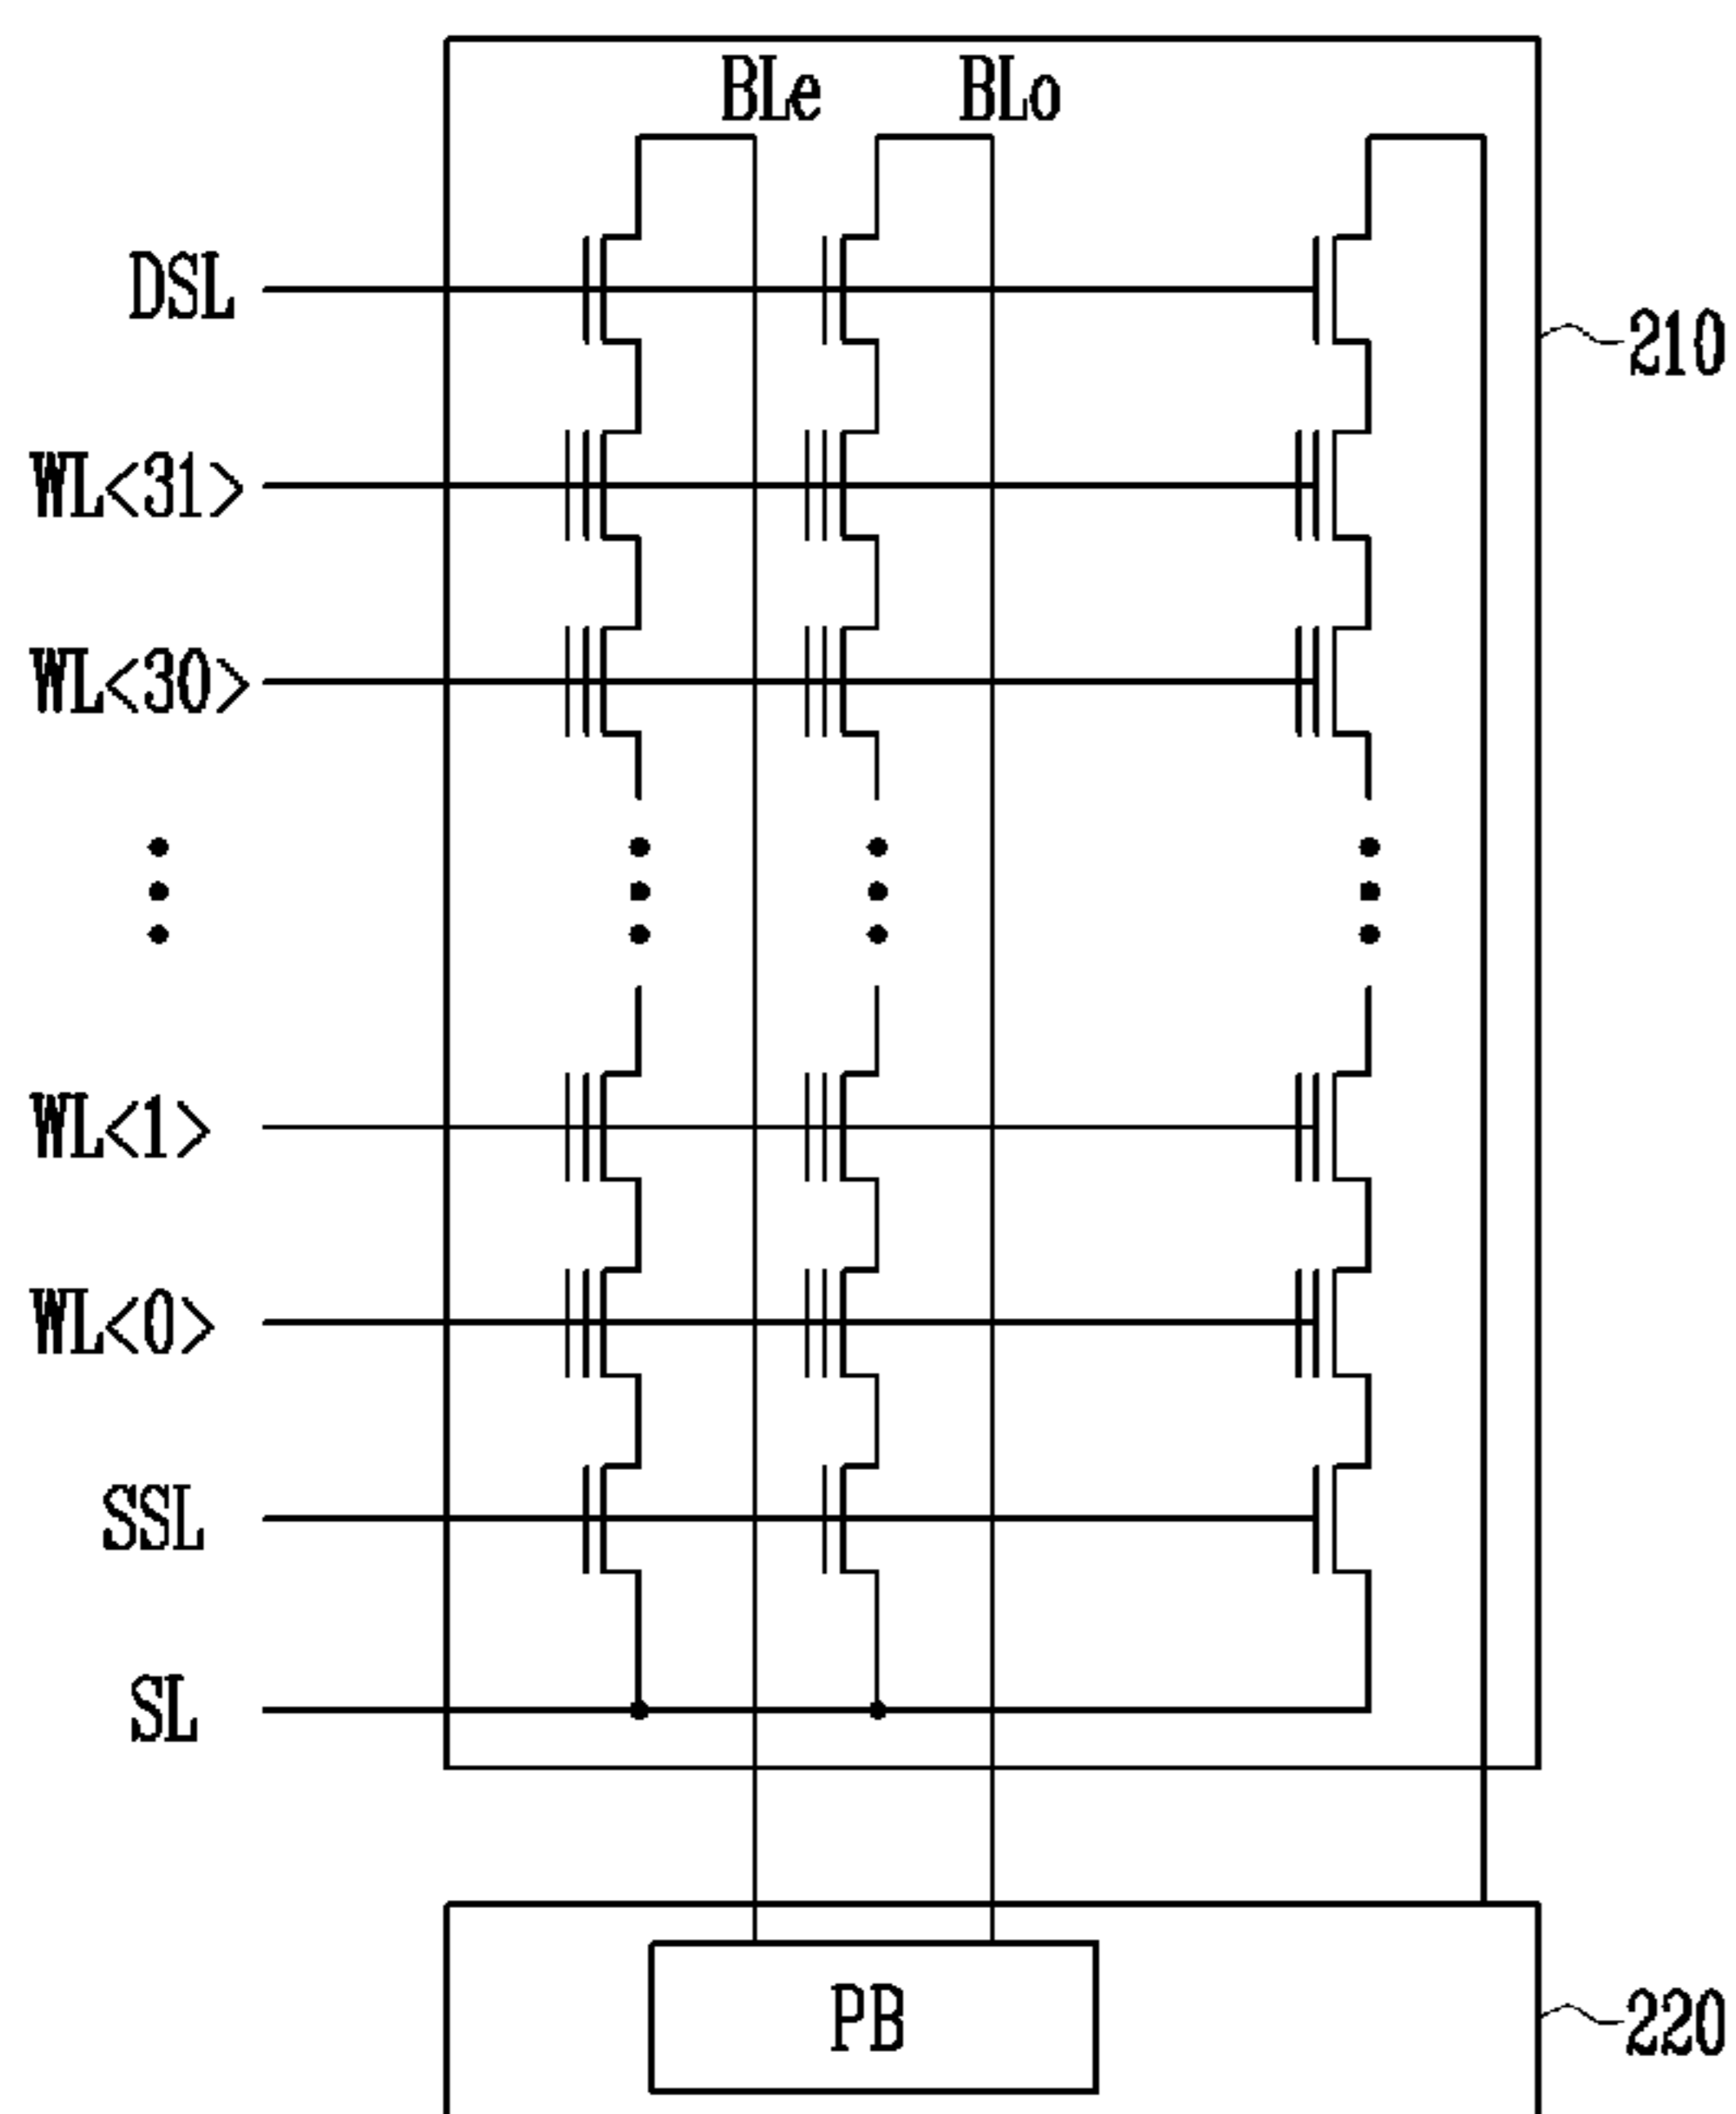 BLe BLo
DSL
210
WL<31>
WL<30>
WL<1>
WL<0>
SSL
SL
PB
220